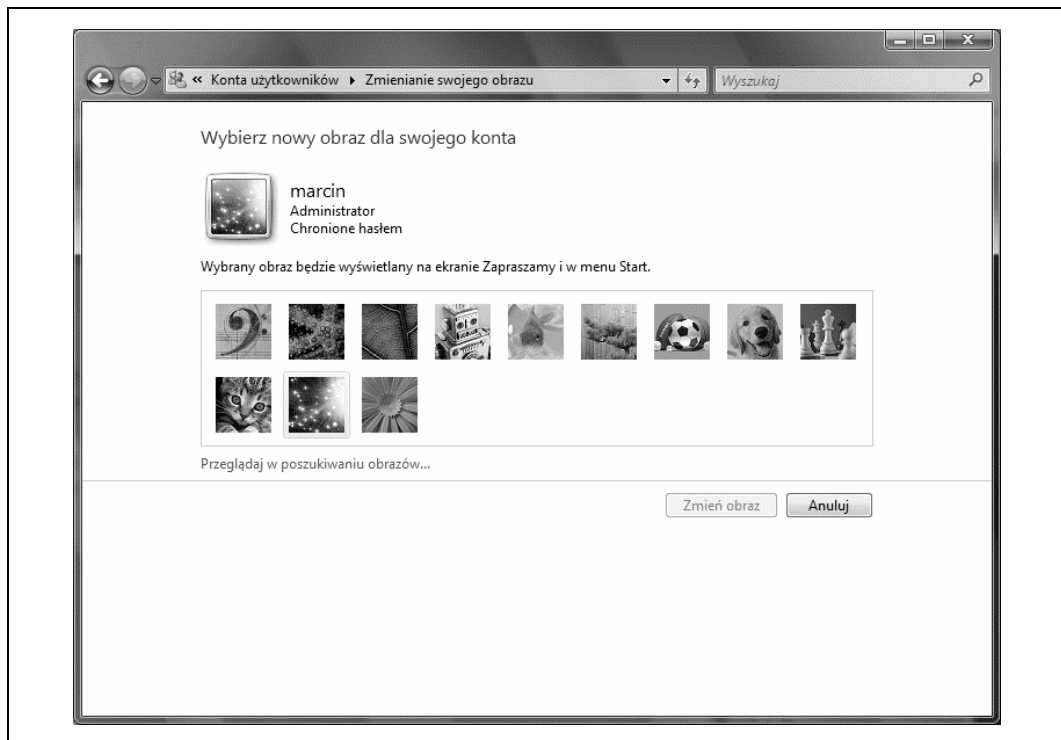 « Konta użytkowników ▸ Zmienianie swojego obrazu Wyszukaj
Wybierz nowy obraz dla swojego konta
marcin
Administrator
Chronione hasłem
Wybrany obraz będzie wyświetlany na ekranie Zapraszamy i w menu Start.
Przeglądaj w poszukiwaniu obrazów...
Zmień obraz Anuluj